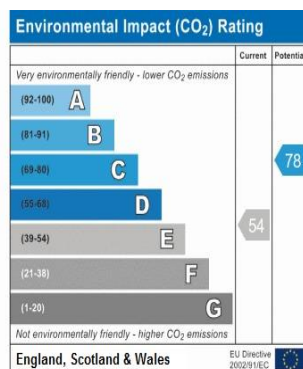 Environmental Impact (CO₂) Rating
Current Potential
Very environmentally friendly - lower CO₂ emissions
(92-100) A
(81-91) B
(69-80) C
78
(55-68) D
(39-54) E
54
(21-38) F
(1-20) G
Not environmentally friendly - higher CO₂ emissions
England, Scotland & Wales
EU Directive
2002/91/EC